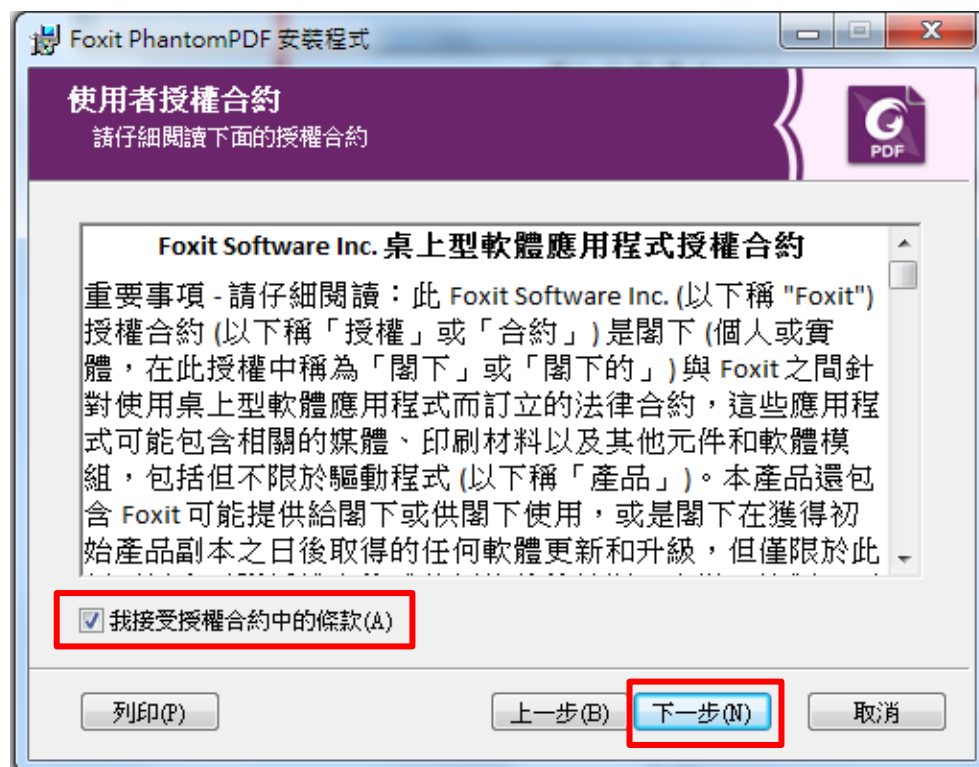 Foxit PhantomPDF 安裝程式
使用者授權合約
請仔細閱讀下面的授權合約
PDF
Foxit Software Inc. 桌上型軟體應用程式授權合約
重要事項 - 請仔細閱讀：此 Foxit Software Inc. (以下稱 "Foxit")
授權合約 (以下稱「授權」或「合約」) 是閣下 (個人或實
體，在此授權中稱為「閣下」或「閣下的」) 與 Foxit 之間針
對使用桌上型軟體應用程式而訂立的法律合約，這些應用程
式可能包含相關的媒體、印刷材料以及其他元件和軟體模
組，包括但不限於驅動程式 (以下稱「產品」)。本產品還包
含 Foxit 可能提供給閣下或供閣下使用，或是閣下在獲得初
始產品副本之日後取得的任何軟體更新和升級，但僅限於此
我接受授權合約中的條款(A)
列印(P)
上一步(B)
下一步(N)
取消